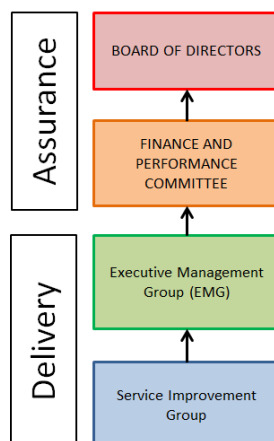 Assurance
BOARD OF DIRECTORS
FINANCE AND
PERFORMANCE
COMMITTEE
Delivery
Executive Management
Group (EMG)
Service Improvement
Group